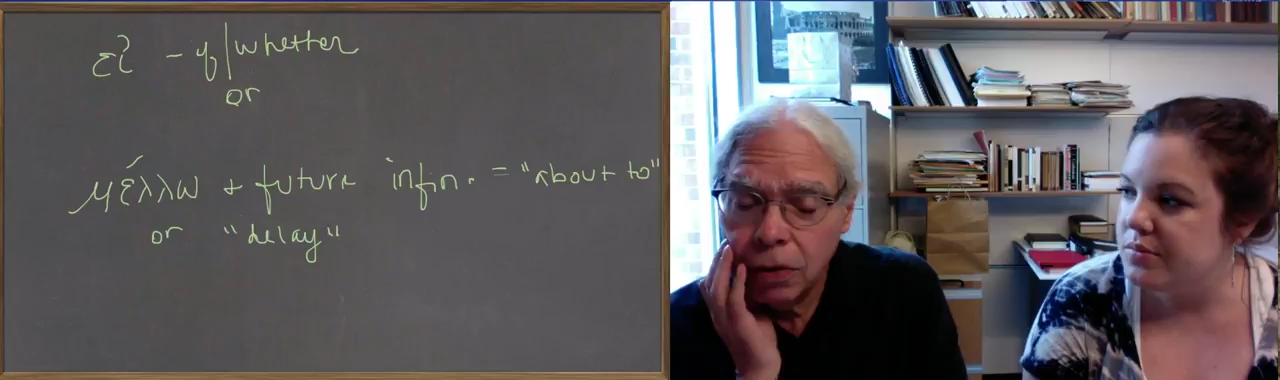 εἰ - if/whether
or
μέλλω + future infin. = "about to"
or "delay"